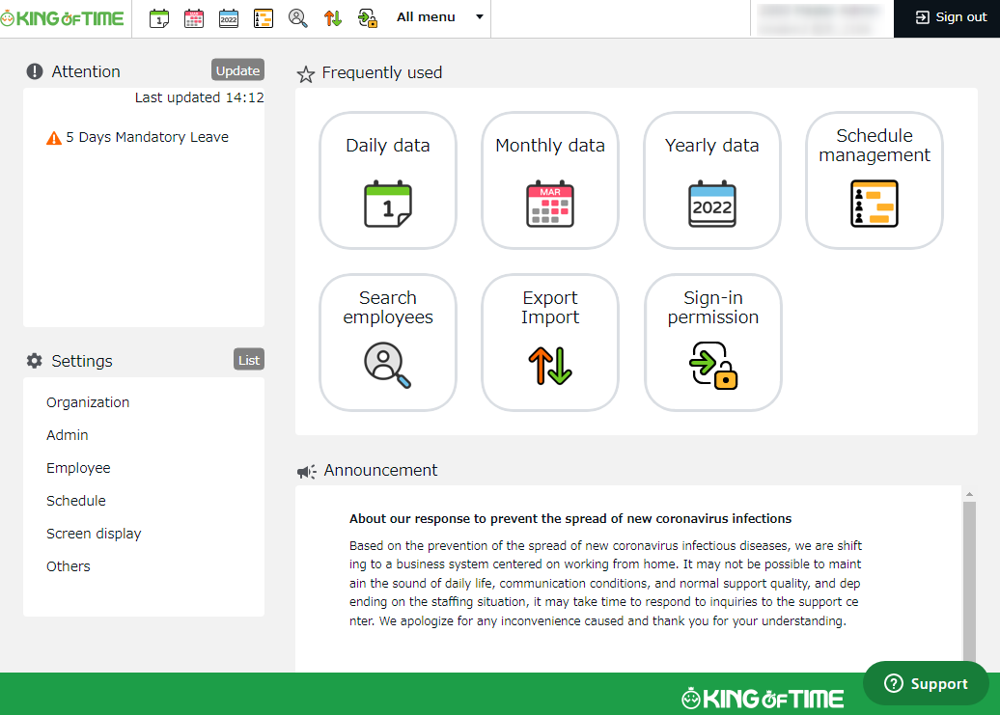 KING OF TIME
1
MAR
2022
All menu
Sign out
Attention
Update
Last updated 14:12
5 Days Mandatory Leave
Settings
List
Organization
Admin
Employee
Schedule
Screen display
Others
Frequently used
Daily data
1
Monthly data
MAR
Yearly data
2022
Schedule
management
Search
employees
Export
Import
Sign-in
permission
Announcement
About our response to prevent the spread of new coronavirus infections
Based on the prevention of the spread of new coronavirus infectious diseases, we are shift
ing to a business system centered on working from home. It may not be possible to maint
ain the sound of daily life, communication conditions, and normal support quality, and dep
ending on the staffing situation, it may take time to respond to inquiries to the support ce
nter. We apologize for any inconvenience caused and thank you for your understanding.
KING OF TIME
Support